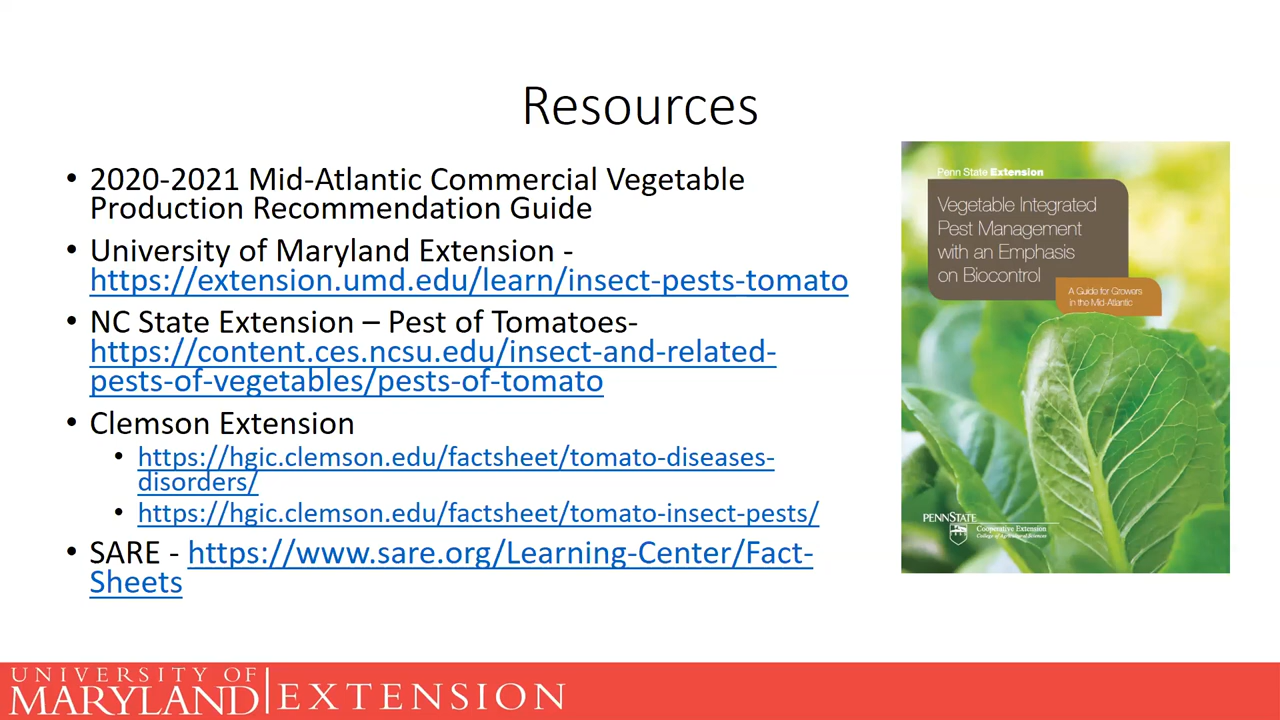 Resources
• 2020-2021 Mid-Atlantic Commercial Vegetable
Production Recommendation Guide
• University of Maryland Extension -
https://extension.umd.edu/learn/insect-pests-tomato
• NC State Extension – Pest of Tomatoes-
https://content.ces.ncsu.edu/insect-and-related-
pests-of-vegetables/pests-of-tomato
• Clemson Extension
• https://hgic.clemson.edu/factsheet/tomato-diseases-
disorders/
• https://hgic.clemson.edu/factsheet/tomato-insect-pests/
• SARE - https://www.sare.org/Learning-Center/Fact-
Sheets
Penn State Extension
Vegetable Integrated
Pest Management
with an Emphasis
on Biocontrol
A Guide for Growers
in the Mid-Atlantic
PENNSTATE
Cooperative Extension
College of Agricultural Sciences
UNIVERSITY OF
MARYLAND
EXTENSION